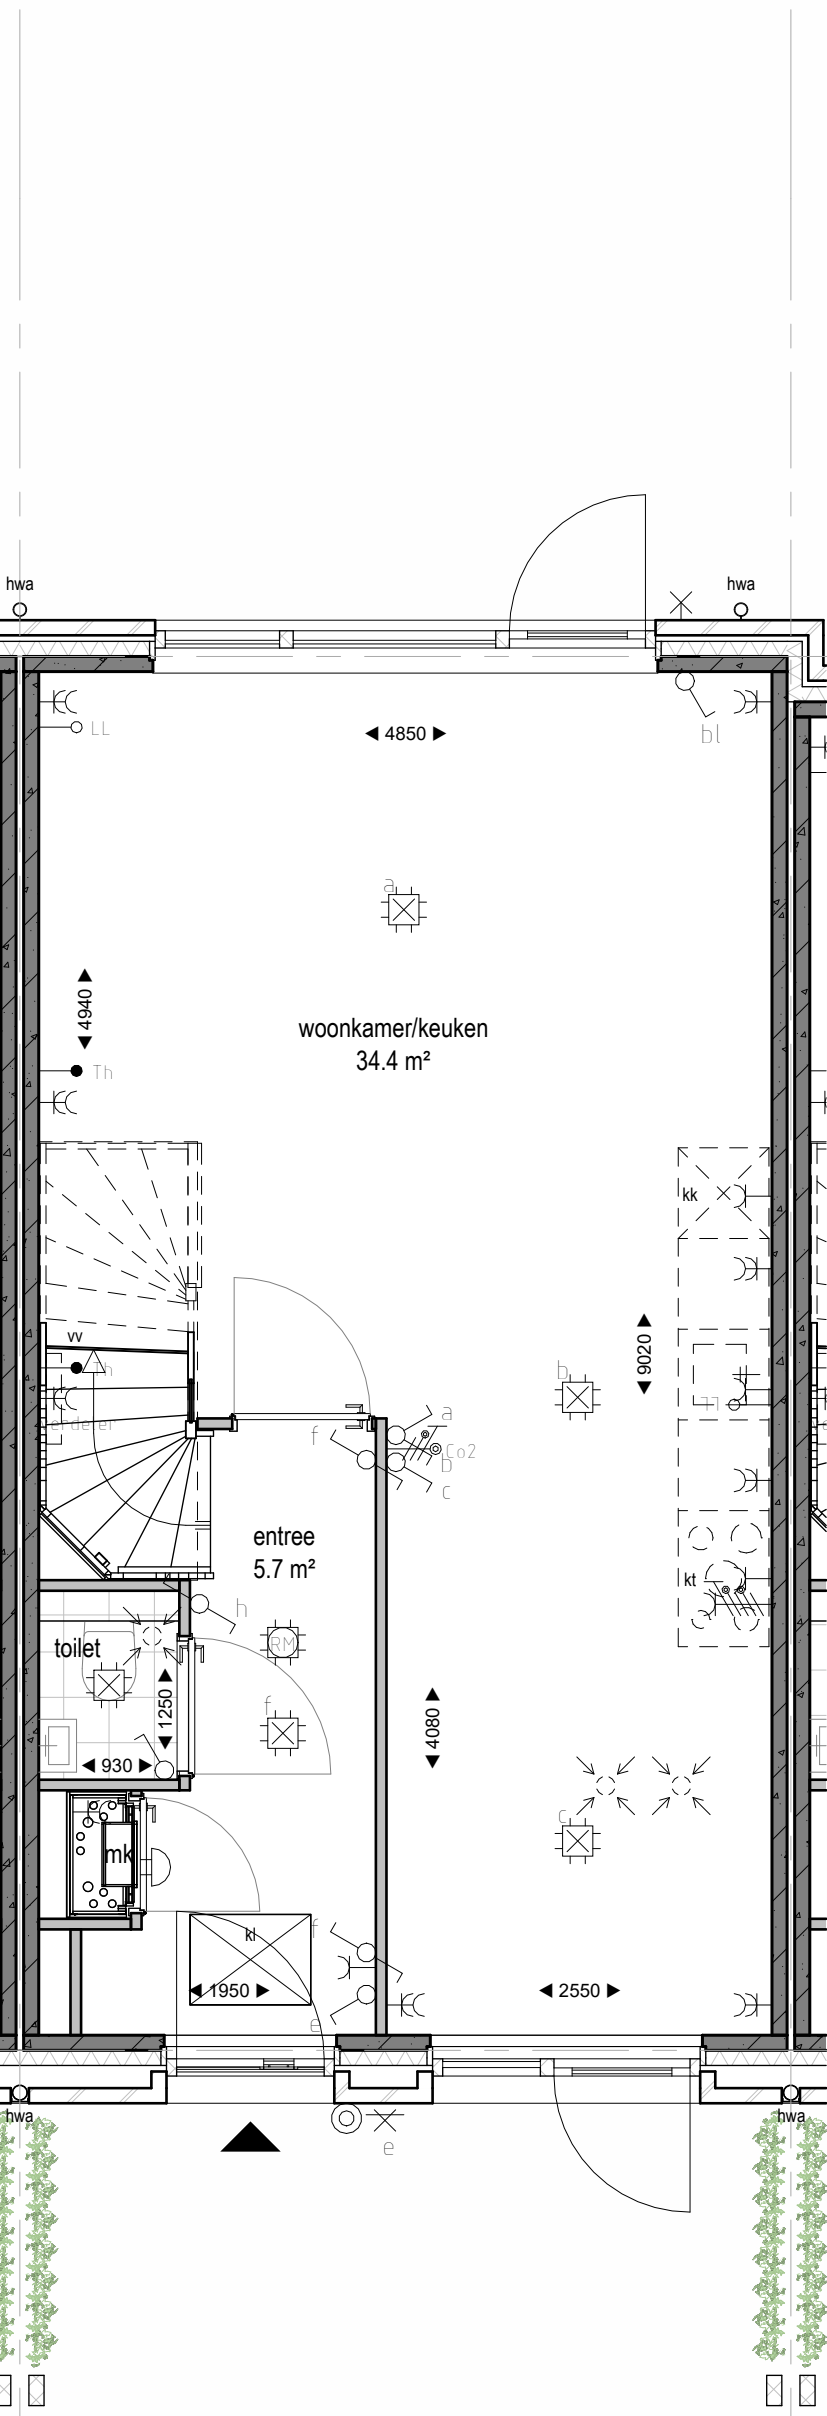 hwa
hwa
LL
4850
bl
a
4940
woonkamer/keuken
34.4 m²
Th
kk
vv
Th
9020
b
a
f
Co2
b
c
entree
5.7 m²
kt
h
toilet
RM
1250
f
4080
930
c
mk
kl
f
1950
2550
e
hwa
hwa
e